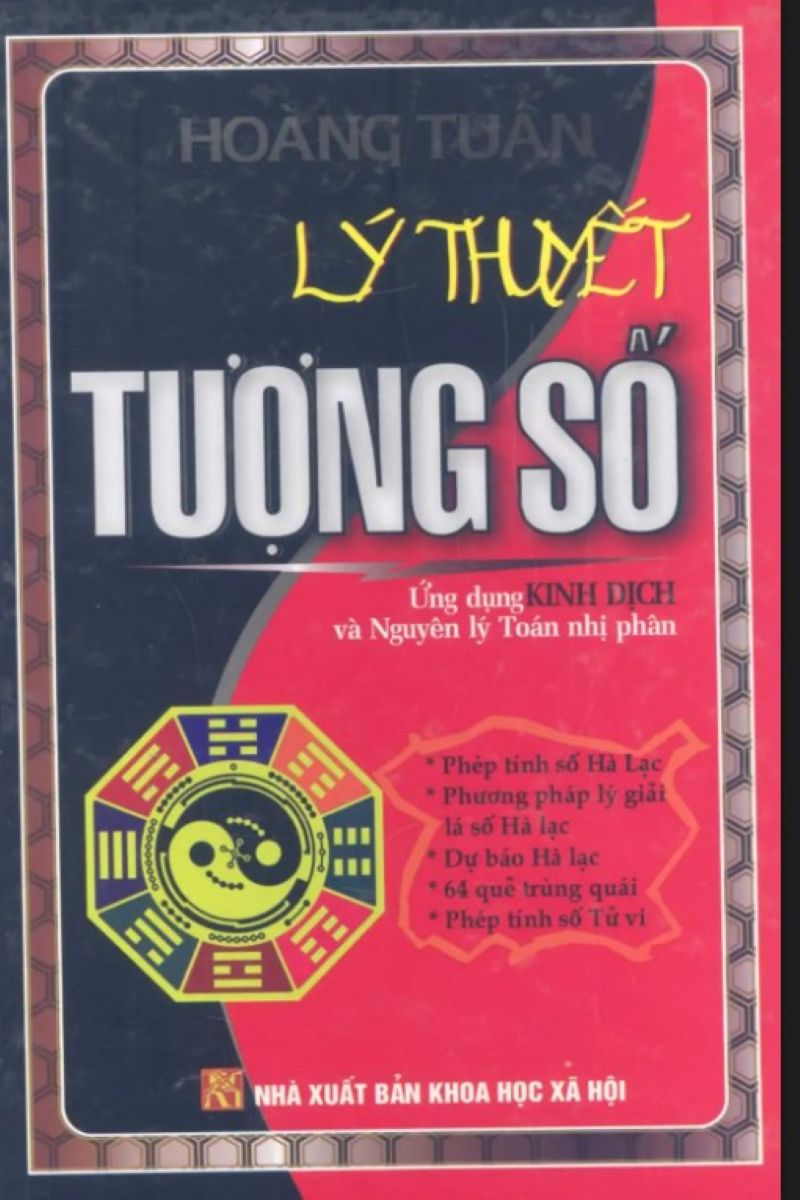 HOÀNG TUẤN
LÝ THUYẾT
TƯỢNG SỐ
Ứng dụng KINH DỊCH
và Nguyên lý Toán nhị phân
* Phép tính số Hà Lạc
* Phương pháp lý giải
lá số Hà lạc
* Dự báo Hà lạc
* 64 quẻ trùng quái
* Phép tính số Tử vi
NHÀ XUẤT BẢN KHOA HỌC XÃ HỘI